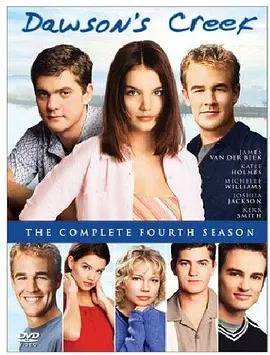 Dawson's Creek
JAMES
VAN DER BEEK
KATIE
HOLMES
MICHELLE
WILLIAMS
JOSHUA
JACKSON
KERR
SMITH
THE COMPLETE FOURTH SEASON
DVD
VIDEO